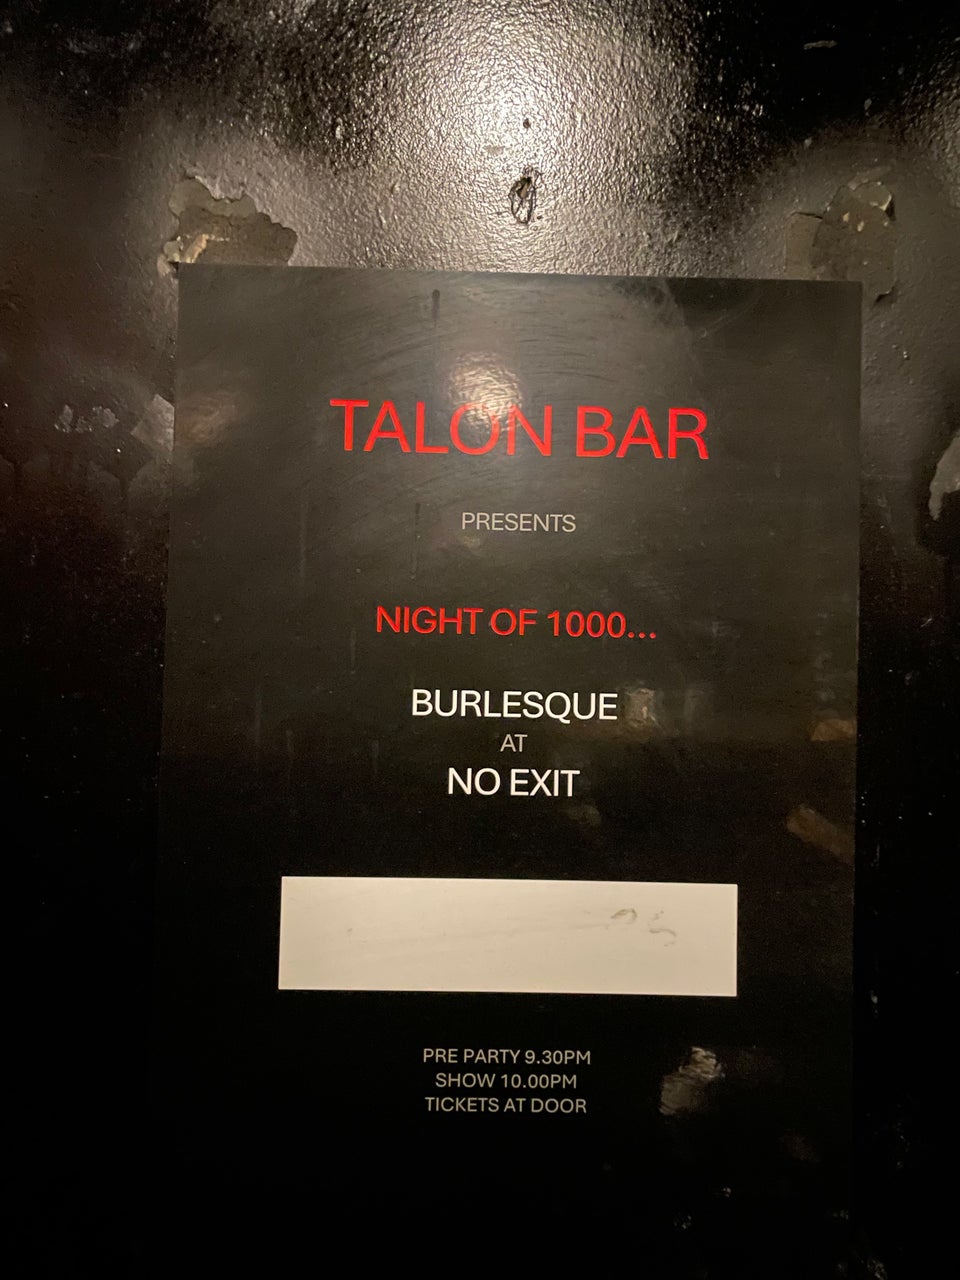 TALON BAR
PRESENTS
NIGHT OF 1000...
BURLESQUE
AT
NO EXIT
PRE PARTY 9.30PM
SHOW 10.00PM
TICKETS AT DOOR